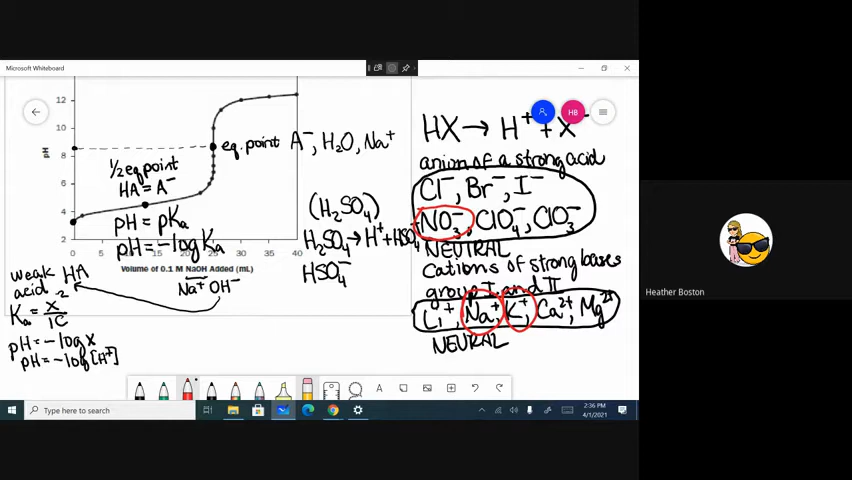 Microsoft Whiteboard
HB
12
10
8
6
4
2
pH
eq.point A⁻, H₂O, Na⁺
½ eq point
HA = A⁻
pH = pKa
pH = -logKa
0
5
10
15
20
25
30
35
40
Volume of 0.1 M NaOH Added (mL)
Na⁺ OH⁻
weak HA
acid
Ka = x²/IC
pH = -logx
pH = -log[H⁺]
(H₂SO₄)
H₂SO₄ → H⁺ + HSO₄⁻
HSO₄⁻
HX → H⁺ + X⁻
anion of a strong acid
Cl⁻, Br⁻, I⁻
NO₃⁻, ClO₄⁻, ClO₃⁻
NEUTRAL
Cations of strong bases
group I and II
Li⁺, Na⁺, K⁺, Ca²⁺, Mg²⁺
NEUTRAL
Heather Boston
A
Type here to search
2:36 PM
4/1/2021